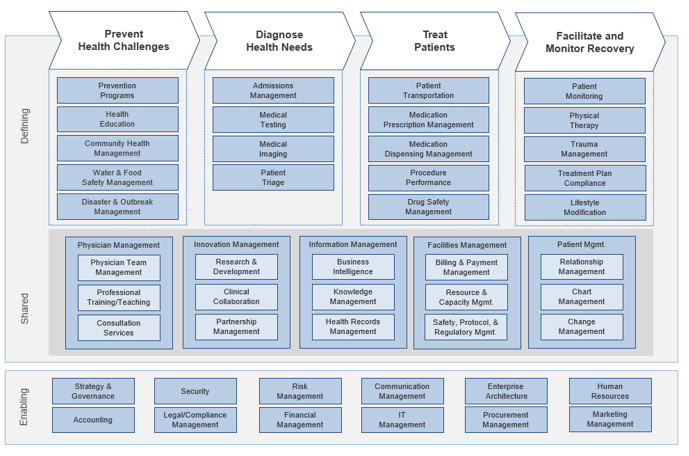 Prevent
Health Challenges
Diagnose
Health Needs
Treat
Patients
Facilitate and
Monitor Recovery
Defining
Prevention
Programs
Health
Education
Community Health
Management
Water & Food
Safety Management
Disaster & Outbreak
Management
Admissions
Management
Medical
Testing
Medical
Imaging
Patient
Triage
Patient
Transportation
Medication
Prescription Management
Medication
Dispensing Management
Procedure
Performance
Drug Safety
Management
Patient
Monitoring
Physical
Therapy
Trauma
Management
Treatment Plan
Compliance
Lifestyle
Modification
Shared
Physician Management
Physician Team
Management
Professional
Training/Teaching
Consultation
Services
Innovation Management
Research &
Development
Clinical
Collaboration
Partnership
Management
Information Management
Business
Intelligence
Knowledge
Management
Health Records
Management
Facilities Management
Billing & Payment
Management
Resource &
Capacity Mgmt.
Safety, Protocol, &
Regulatory Mgmt.
Patient Mgmt.
Relationship
Management
Chart
Management
Change
Management
Enabling
Strategy &
Governance
Security
Risk
Management
Communication
Management
Enterprise
Architecture
Human
Resources
Accounting
Legal/Compliance
Management
Financial
Management
IT
Management
Procurement
Management
Marketing
Management